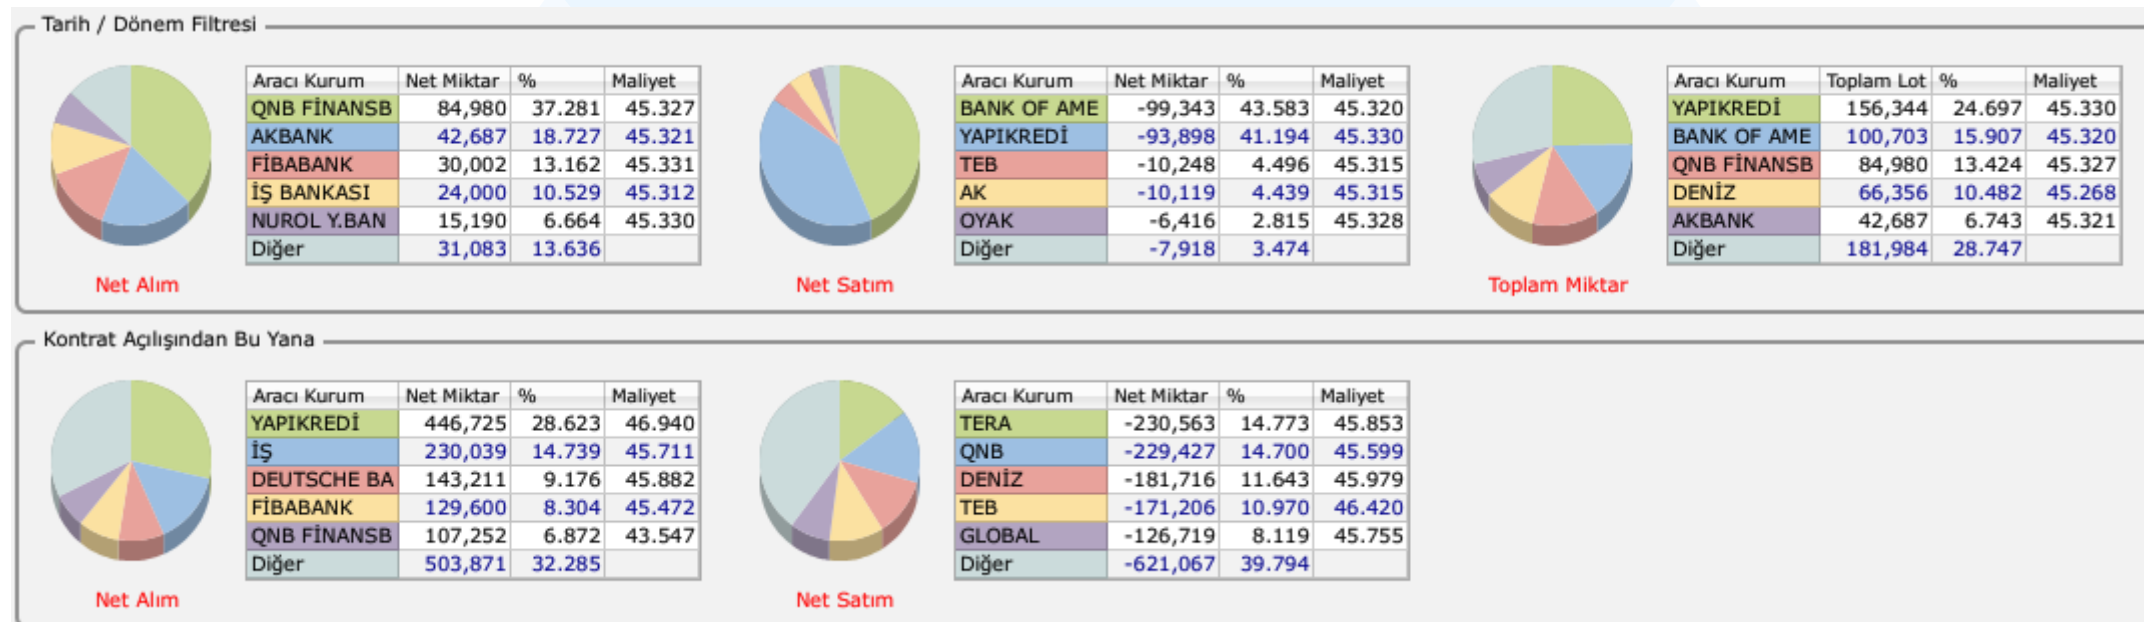 Tarih / Dönem Filtresi
Aracı Kurum Net Miktar % Maliyet
QNB FİNANSB 84,980 37.281 45.327
AKBANK 42,687 18.727 45.321
FİBABANK 30,002 13.162 45.331
İŞ BANKASI 24,000 10.529 45.312
NUROL Y.BAN 15,190 6.664 45.330
Diğer 31,083 13.636
Net Alım
Aracı Kurum Net Miktar % Maliyet
BANK OF AME -99,343 43.583 45.320
YAPIKREDİ -93,898 41.194 45.330
TEB -10,248 4.496 45.315
AK -10,119 4.439 45.315
OYAK -6,416 2.815 45.328
Diğer -7,918 3.474
Net Satım
Aracı Kurum Toplam Lot % Maliyet
YAPIKREDİ 156,344 24.697 45.330
BANK OF AME 100,703 15.907 45.320
QNB FİNANSB 84,980 13.424 45.327
DENİZ 66,356 10.482 45.268
AKBANK 42,687 6.743 45.321
Diğer 181,984 28.747
Toplam Miktar
Kontrat Açılışından Bu Yana
Aracı Kurum Net Miktar % Maliyet
YAPIKREDİ 446,725 28.623 46.940
İŞ 230,039 14.739 45.711
DEUTSCHE BA 143,211 9.176 45.882
FİBABANK 129,600 8.304 45.472
QNB FİNANSB 107,252 6.872 43.547
Diğer 503,871 32.285
Net Alım
Aracı Kurum Net Miktar % Maliyet
TERA -230,563 14.773 45.853
QNB -229,427 14.700 45.599
DENİZ -181,716 11.643 45.979
TEB -171,206 10.970 46.420
GLOBAL -126,719 8.119 45.755
Diğer -621,067 39.794
Net Satım